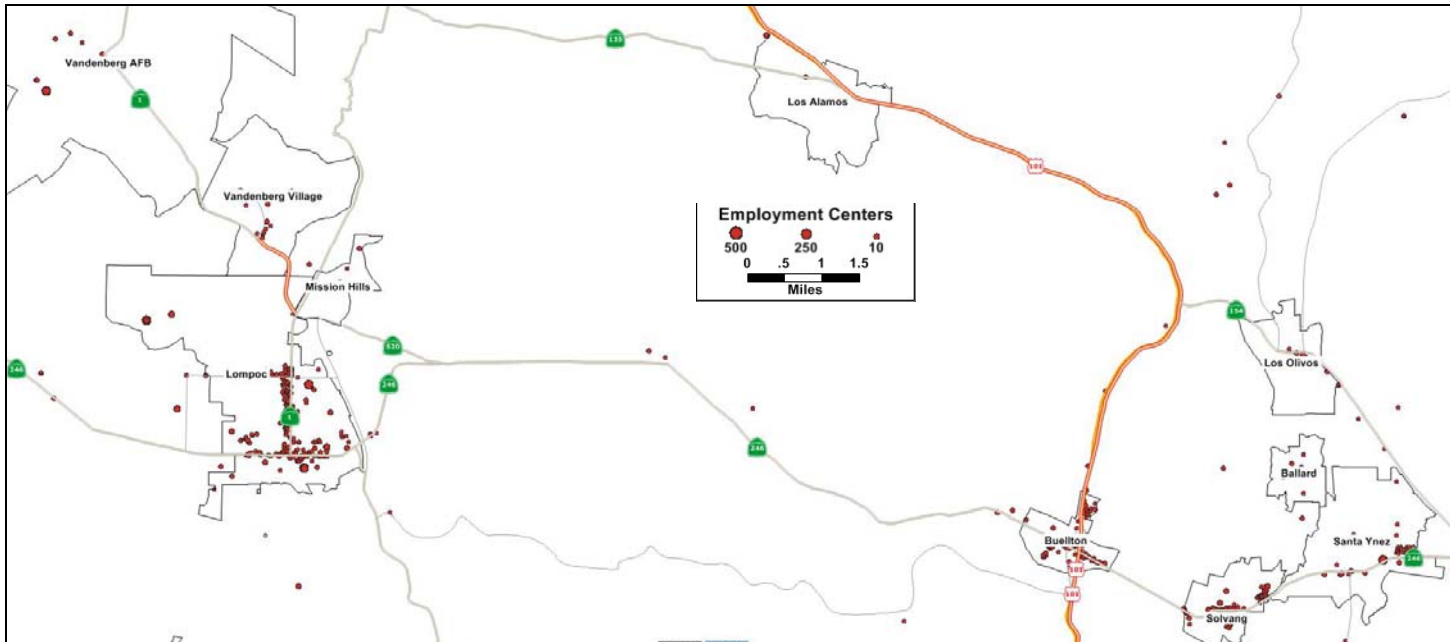 135
Vandenberg AFB
1
Los Alamos
101
Vandenberg Village
Employment Centers
500 250 10
0 .5 1 1.5
Miles
Mission Hills
154
246
Lompoc
246
Los Olivos
1
246
Ballard
Buellton
Santa Ynez
246
101
101
Solvang